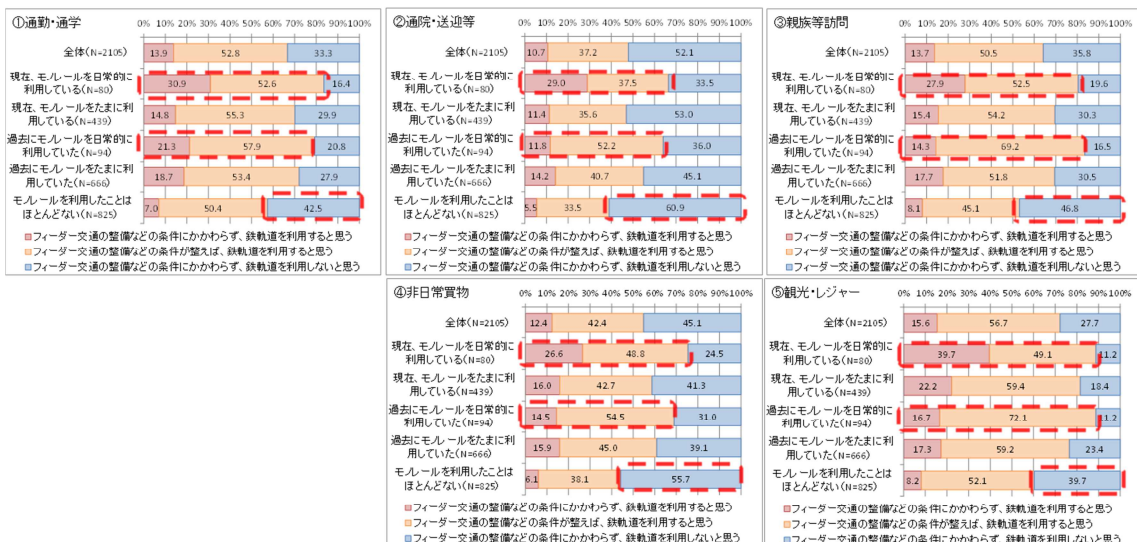 ①通勤・通学
0% 10% 20% 30% 40% 50% 60% 70% 80% 90% 100%
全体(N=2105) 13.9 52.8 33.3
現在、モノレールを日常的に
利用している(N=80) 30.9 52.6 16.4
現在、モノレールをたまに利
用している(N=439) 14.8 55.3 29.9
過去にモノレールを日常的に
利用していた(N=94) 21.3 57.9 20.8
過去にモノレールをたまに利
用していた(N=666) 18.7 53.4 27.9
モノレールを利用したことは
ほとんどない(N=825) 7.0 50.4 42.5
フィーダー交通の整備などの条件にかかわらず、鉄軌道を利用すると思う
フィーダー交通の整備などの条件が整えば、鉄軌道を利用すると思う
フィーダー交通の整備などの条件にかかわらず、鉄軌道を利用しないと思う
②通院・送迎等
0% 10% 20% 30% 40% 50% 60% 70% 80% 90% 100%
全体(N=2105) 10.7 37.2 52.1
現在、モノレールを日常的に
利用している(N=80) 29.0 37.5 33.5
現在、モノレールをたまに利
用している(N=439) 11.4 35.6 53.0
過去にモノレールを日常的に
利用していた(N=94) 11.8 52.2 36.0
過去にモノレールをたまに利
用していた(N=666) 14.2 40.7 45.1
モノレールを利用したことは
ほとんどない(N=825) 5.5 33.5 60.9
フィーダー交通の整備などの条件にかかわらず、鉄軌道を利用すると思う
フィーダー交通の整備などの条件が整えば、鉄軌道を利用すると思う
フィーダー交通の整備などの条件にかかわらず、鉄軌道を利用しないと思う
③親族等訪問
0% 10% 20% 30% 40% 50% 60% 70% 80% 90% 100%
全体(N=2105) 13.7 50.5 35.8
現在、モノレールを日常的に
利用している(N=80) 27.9 52.5 19.6
現在、モノレールをたまに利
用している(N=439) 15.4 54.2 30.3
過去にモノレールを日常的に
利用していた(N=94) 14.3 69.2 16.5
過去にモノレールをたまに利
用していた(N=666) 17.7 51.8 30.5
モノレールを利用したことは
ほとんどない(N=825) 8.1 45.1 46.8
フィーダー交通の整備などの条件にかかわらず、鉄軌道を利用すると思う
フィーダー交通の整備などの条件が整えば、鉄軌道を利用すると思う
フィーダー交通の整備などの条件にかかわらず、鉄軌道を利用しないと思う
④非日常買物
0% 10% 20% 30% 40% 50% 60% 70% 80% 90% 100%
全体(N=2105) 12.4 42.4 45.1
現在、モノレールを日常的に
利用している(N=80) 26.6 48.8 24.5
現在、モノレールをたまに利
用している(N=439) 16.0 42.7 41.3
過去にモノレールを日常的に
利用していた(N=94) 14.5 54.5 31.0
過去にモノレールをたまに利
用していた(N=666) 15.9 45.0 39.1
モノレールを利用したことは
ほとんどない(N=825) 6.1 38.1 55.7
フィーダー交通の整備などの条件にかかわらず、鉄軌道を利用すると思う
フィーダー交通の整備などの条件が整えば、鉄軌道を利用すると思う
フィーダー交通の整備などの条件にかかわらず、鉄軌道を利用しないと思う
⑤観光・レジャー
0% 10% 20% 30% 40% 50% 60% 70% 80% 90% 100%
全体(N=2105) 15.6 56.7 27.7
現在、モノレールを日常的に
利用している(N=80) 39.7 49.1 11.2
現在、モノレールをたまに利
用している(N=439) 22.2 59.4 18.4
過去にモノレールを日常的に
利用していた(N=94) 16.7 72.1 11.2
過去にモノレールをたまに利
用していた(N=666) 17.3 59.2 23.4
モノレールを利用したことは
ほとんどない(N=825) 8.2 52.1 39.7
フィーダー交通の整備などの条件にかかわらず、鉄軌道を利用すると思う
フィーダー交通の整備などの条件が整えば、鉄軌道を利用すると思う
フィーダー交通の整備などの条件にかかわらず、鉄軌道を利用しないと思う